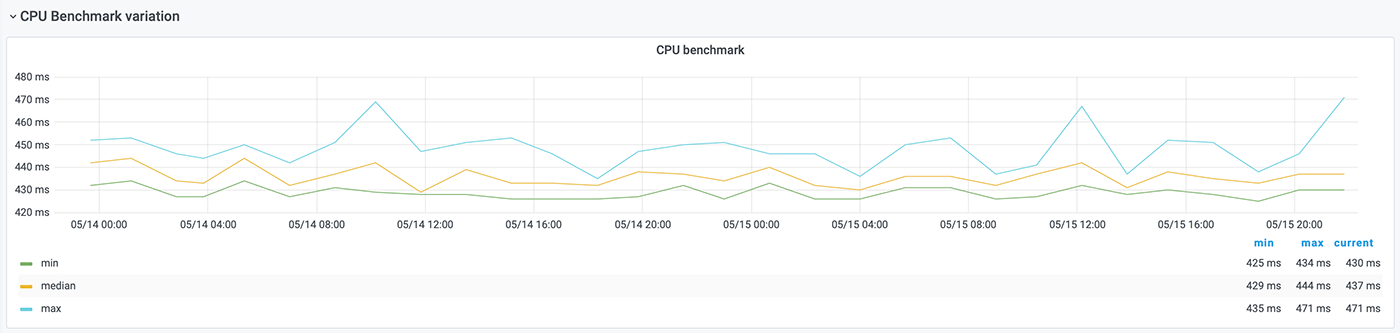 CPU Benchmark variation
CPU benchmark
480 ms
470 ms
460 ms
450 ms
440 ms
430 ms
420 ms
05/14 00:00 05/14 04:00 05/14 08:00 05/14 12:00 05/14 16:00 05/14 20:00 05/15 00:00 05/15 04:00 05/15 08:00 05/15 12:00 05/15 16:00 05/15 20:00
min max current
min 425 ms 434 ms 430 ms
median 429 ms 444 ms 437 ms
max 435 ms 471 ms 471 ms